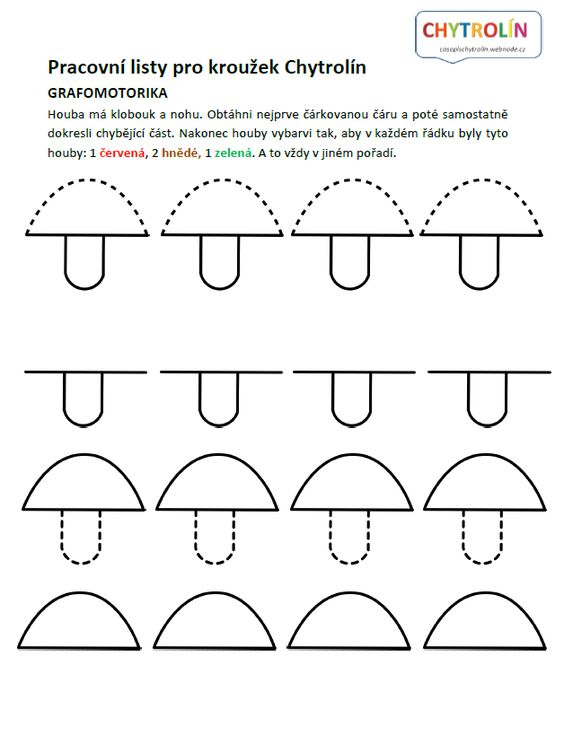 CHYTROLÍN
casopischytrolin.webnode.cz
Pracovní listy pro kroužek Chytrolín
GRAFOMOTORIKA
Houba má klobouk a nohu. Obtáhni nejprve čárkovanou čáru a poté samostatně
dokresli chybějící část. Nakonec houby vybarvi tak, aby v každém řádku byly tyto
houby: 1 červená, 2 hnědé, 1 zelená. A to vždy v jiném pořadí.